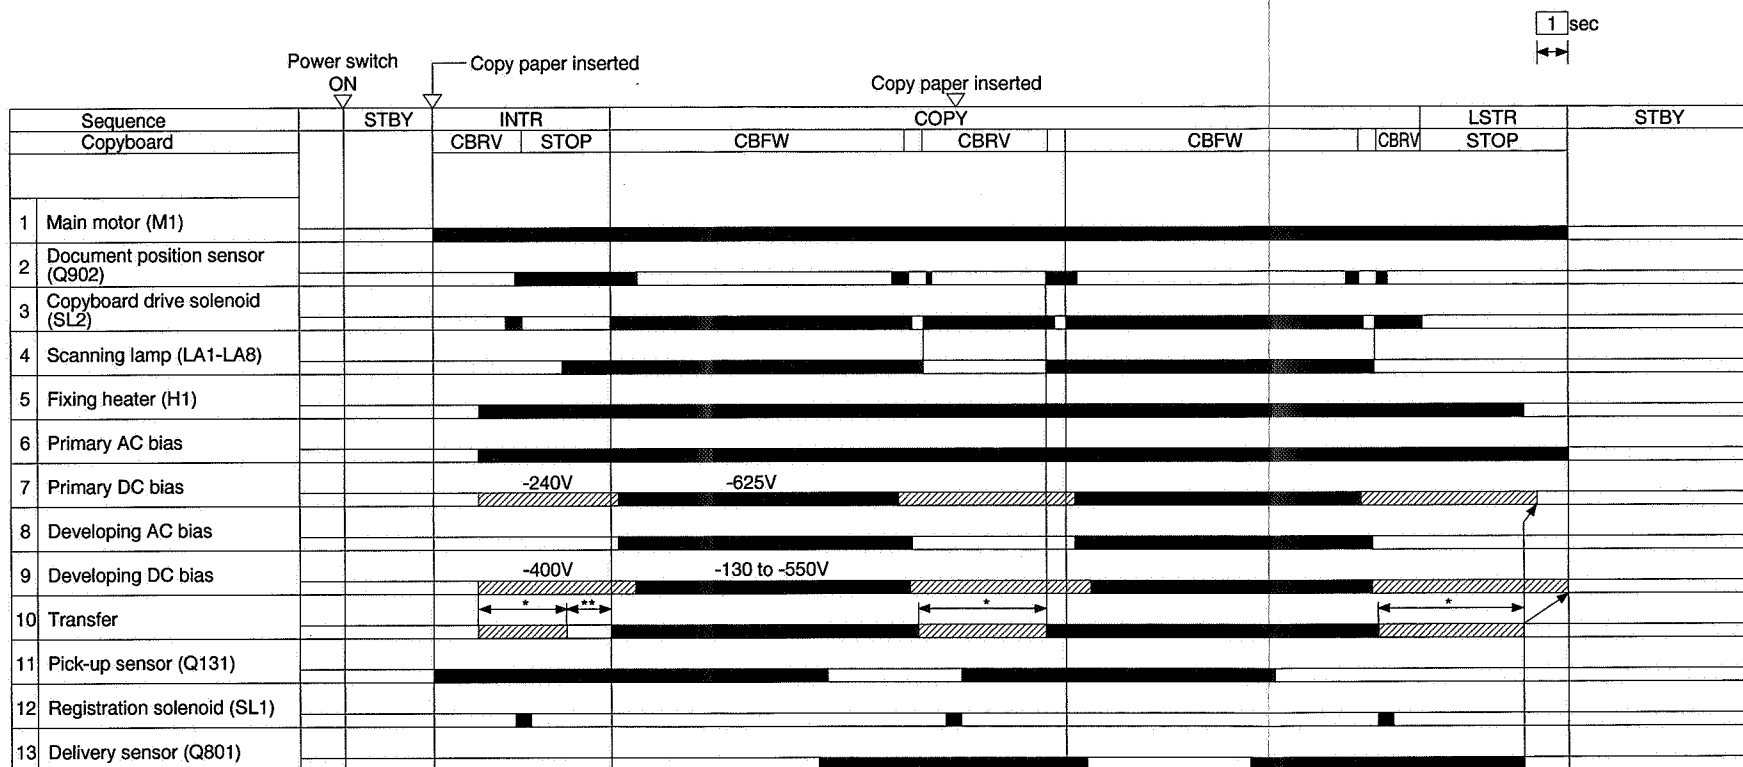 1 sec
Power switch
ON
Copy paper inserted
Copy paper inserted
Sequence STBY INTR COPY LSTR STBY
Copyboard CBRV STOP CBFW CBRV CBFW CBRV STOP
1 Main motor (M1)
2 Document position sensor
(Q902)
3 Copyboard drive solenoid
(SL2)
4 Scanning lamp (LA1-LA8)
5 Fixing heater (H1)
6 Primary AC bias
7 Primary DC bias -240V -625V
8 Developing AC bias
9 Developing DC bias -400V -130 to -550V
10 Transfer * ** * *
11 Pick-up sensor (Q131)
12 Registration solenoid (SL1)
13 Delivery sensor (Q801)